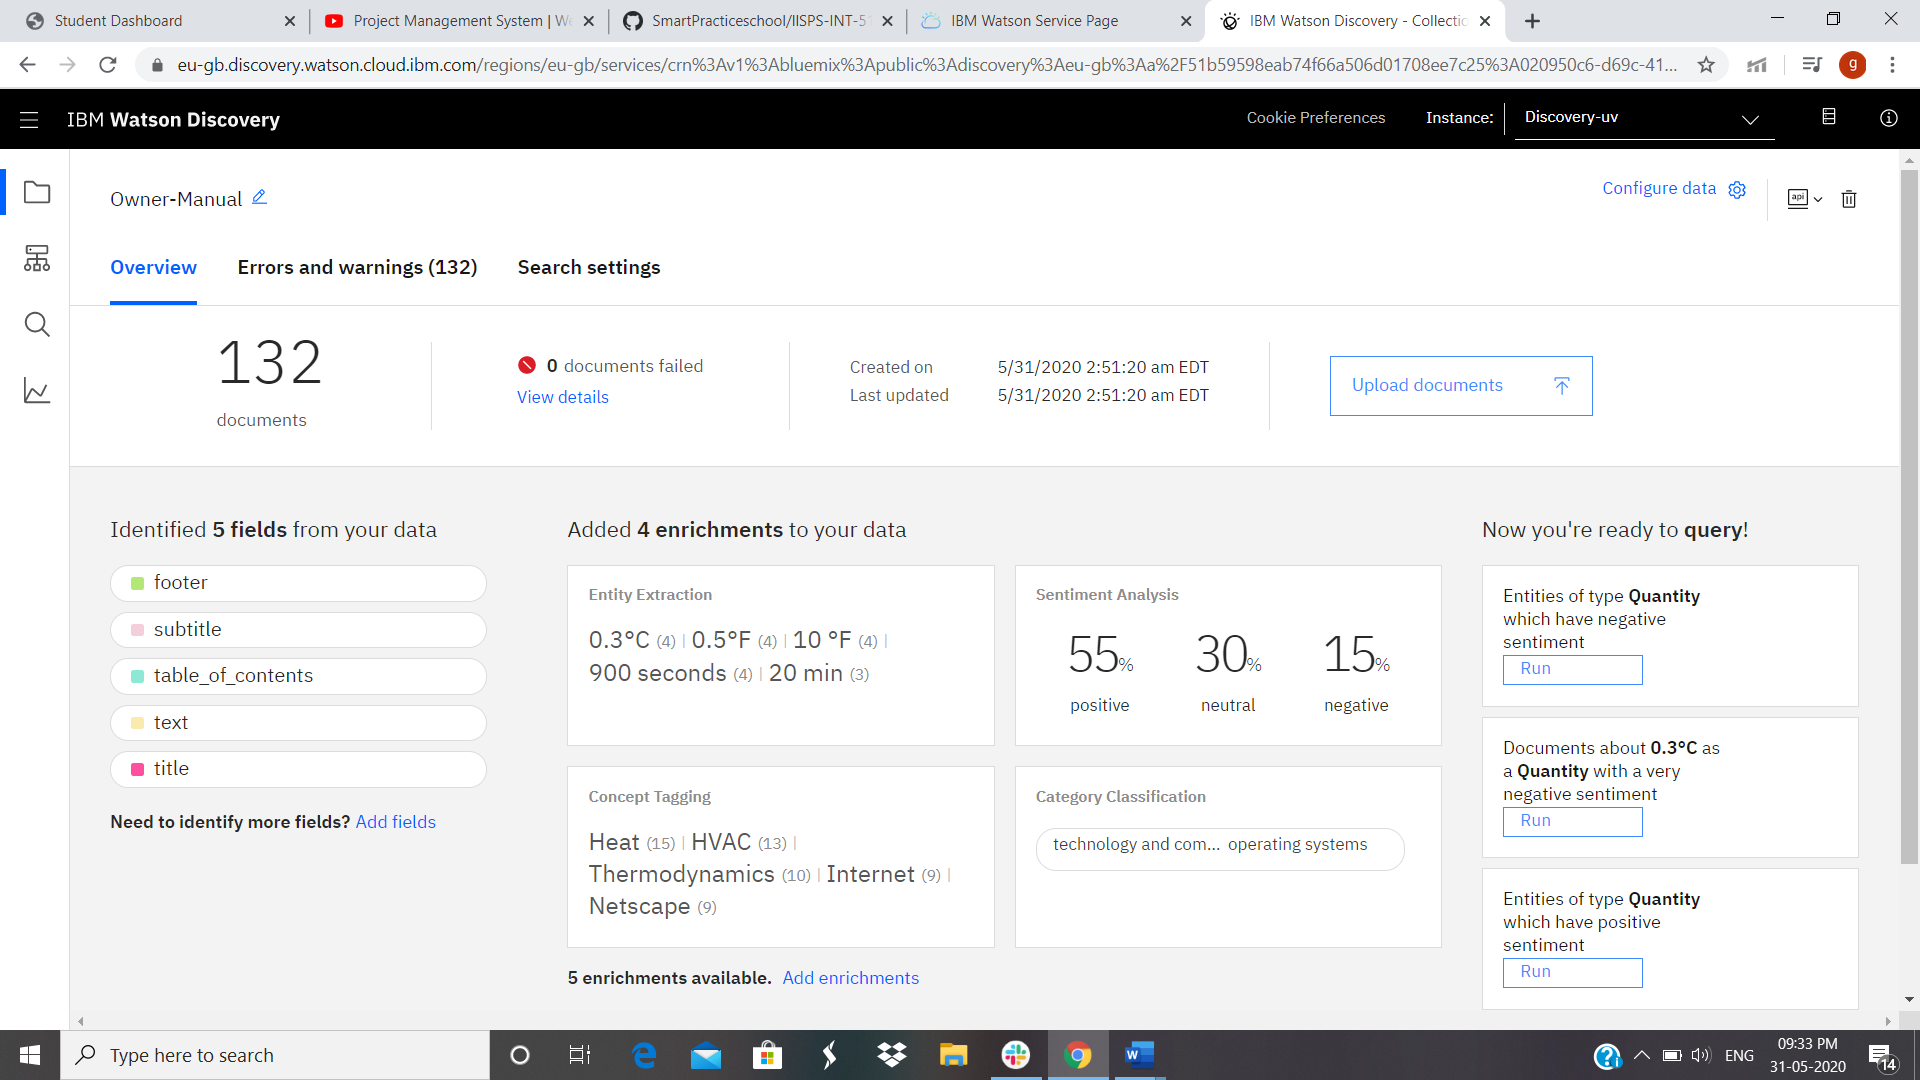 Student Dashboard
Project Management System | We
SmartPracticeschool/IISPS-INT-51
IBM Watson Service Page
IBM Watson Discovery - Collectio
eu-gb.discovery.watson.cloud.ibm.com/regions/eu-gb/services/crn%3Av1%3Abluemix%3Apublic%3Adiscovery%3Aeu-gb%3Aa%2F51b59598eab74f66a506d01708ee7c25%3A020950c6-d69c-41...
g
IBM Watson Discovery
Cookie Preferences
Instance:
Discovery-uv
Owner-Manual
Configure data
api
Overview
Errors and warnings (132)
Search settings
132
documents
0 documents failed
View details
Created on 5/31/2020 2:51:20 am EDT
Last updated 5/31/2020 2:51:20 am EDT
Upload documents
Identified 5 fields from your data
footer
subtitle
table_of_contents
text
title
Need to identify more fields? Add fields
Added 4 enrichments to your data
Entity Extraction
0.3°C (4) | 0.5°F (4) | 10 °F (4) |
900 seconds (4) | 20 min (3)
Sentiment Analysis
55% 30% 15%
positive neutral negative
Concept Tagging
Heat (15) | HVAC (13) |
Thermodynamics (10) | Internet (9) |
Netscape (9)
Category Classification
technology and com... operating systems
5 enrichments available. Add enrichments
Now you're ready to query!
Entities of type Quantity
which have negative
sentiment
Run
Documents about 0.3°C as
a Quantity with a very
negative sentiment
Run
Entities of type Quantity
which have positive
sentiment
Run
Type here to search
ENG
09:33 PM
31-05-2020
14